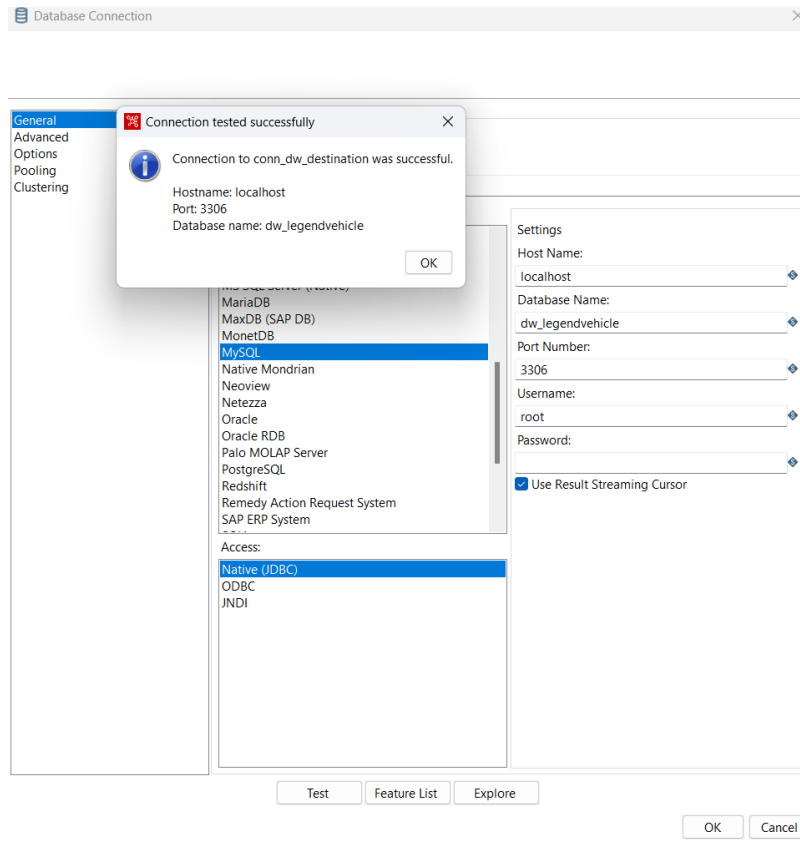 Database Connection
General
Advanced
Options
Pooling
Clustering
Connection tested successfully
Connection to conn_dw_destination was successful.
Hostname: localhost
Port: 3306
Database name: dw_legendvehicle
OK
MS SQL Server (Native)
MariaDB
MaxDB (SAP DB)
MonetDB
MySQL
Native Mondrian
Neoview
Netezza
Oracle
Oracle RDB
Palo MOLAP Server
PostgreSQL
Redshift
Remedy Action Request System
SAP ERP System
Access:
Native (JDBC)
ODBC
JNDI
Settings
Host Name:
localhost
Database Name:
dw_legendvehicle
Port Number:
3306
Username:
root
Password:
Use Result Streaming Cursor
Test
Feature List
Explore
OK
Cancel